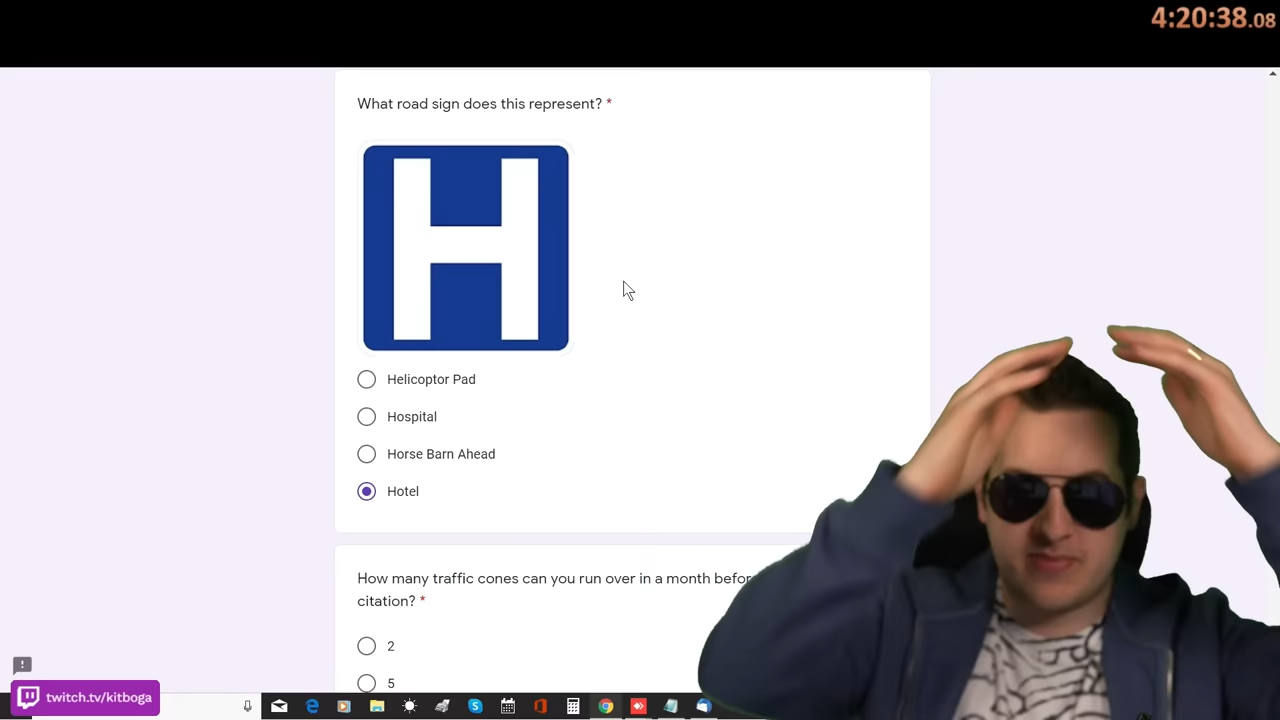 4:20:38.08
What road sign does this represent? *
H
Helicoptor Pad
Hospital
Horse Barn Ahead
Hotel
How many traffic cones can you run over in a month befor
citation? *
2
5
twitch.tv/kitboga